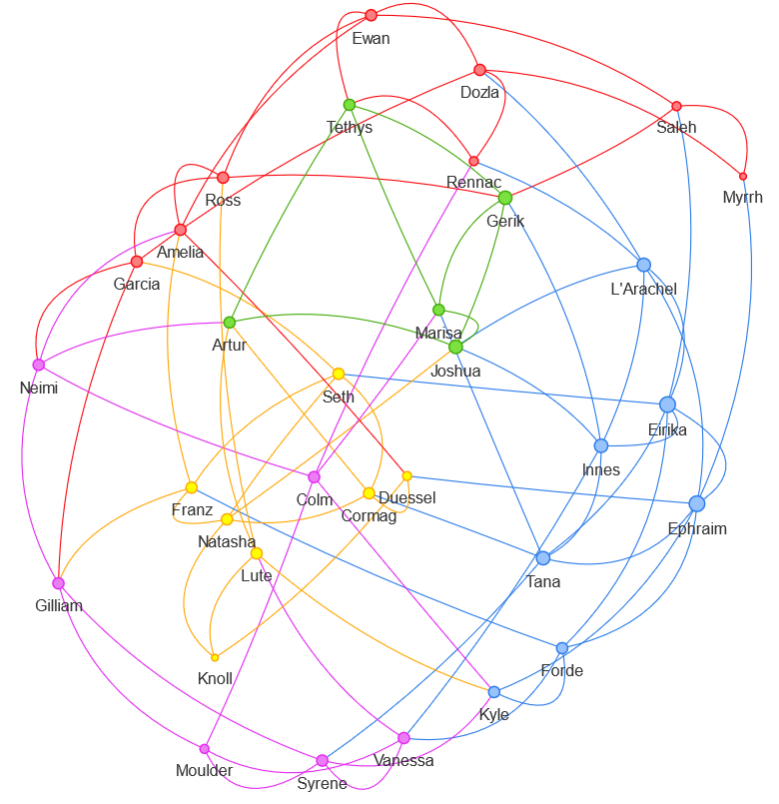 Ewan
Dozla
Tethys
Saleh
Rennac
Myrrh
Ross
Gerik
Amelia
Garcia
L'Arachel
Marisa
Artur
Joshua
Neimi
Seth
Eirika
Innes
Colm
Duessel
Franz
Cormag
Ephraim
Natasha
Lute
Tana
Gilliam
Forde
Knoll
Kyle
Vanessa
Moulder
Syrene